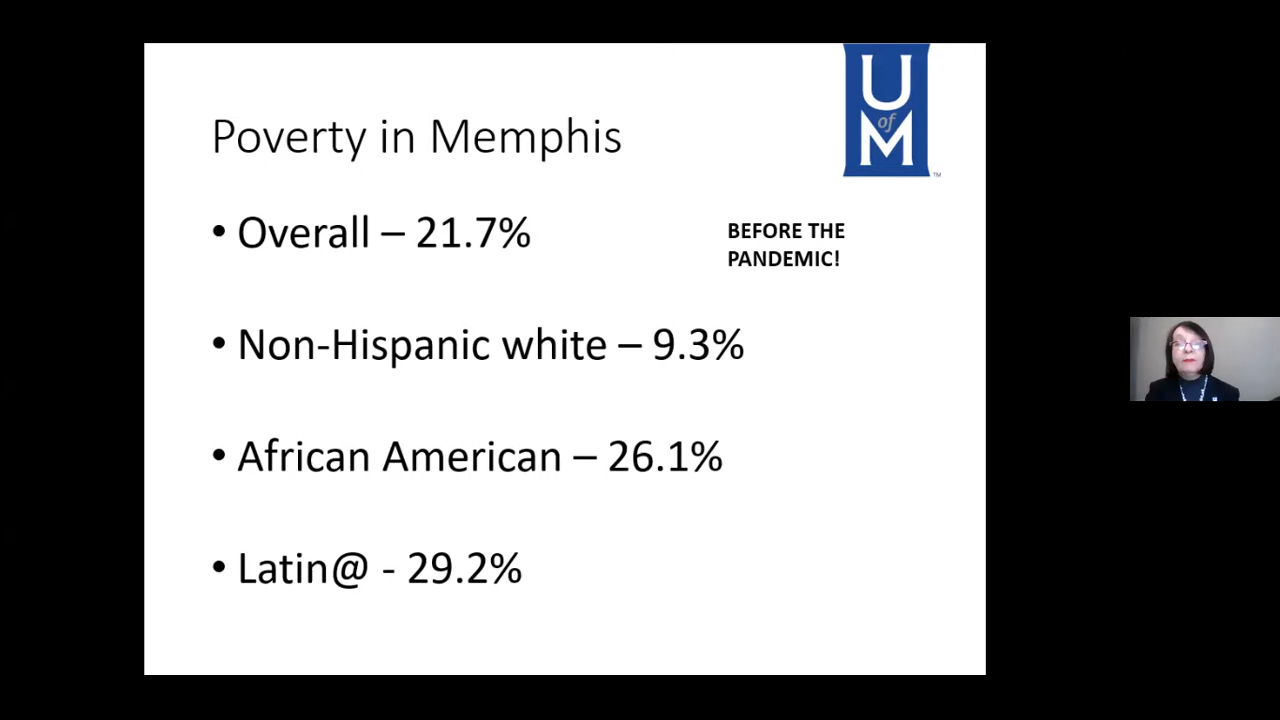 U
of
M
TM
Poverty in Memphis
• Overall – 21.7%
BEFORE THE
PANDEMIC!
• Non-Hispanic white – 9.3%
• African American – 26.1%
• Latin@ - 29.2%